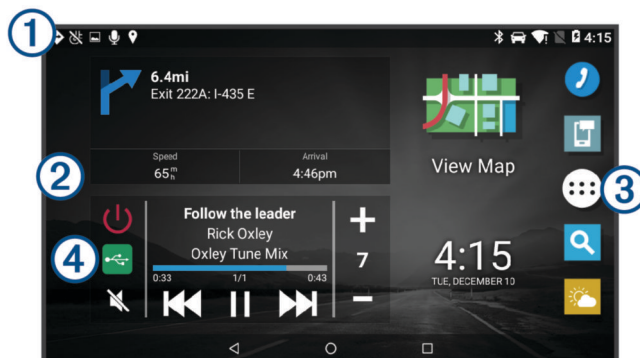 1
4:15
6.4mi
Exit 222A: I-435 E
Speed
65 m/h
Arrival
4:46pm
View Map
2
3
4
Follow the leader
Rick Oxley
Oxley Tune Mix
0:33
1/1
0:43
7
4:15
TUE, DECEMBER 10